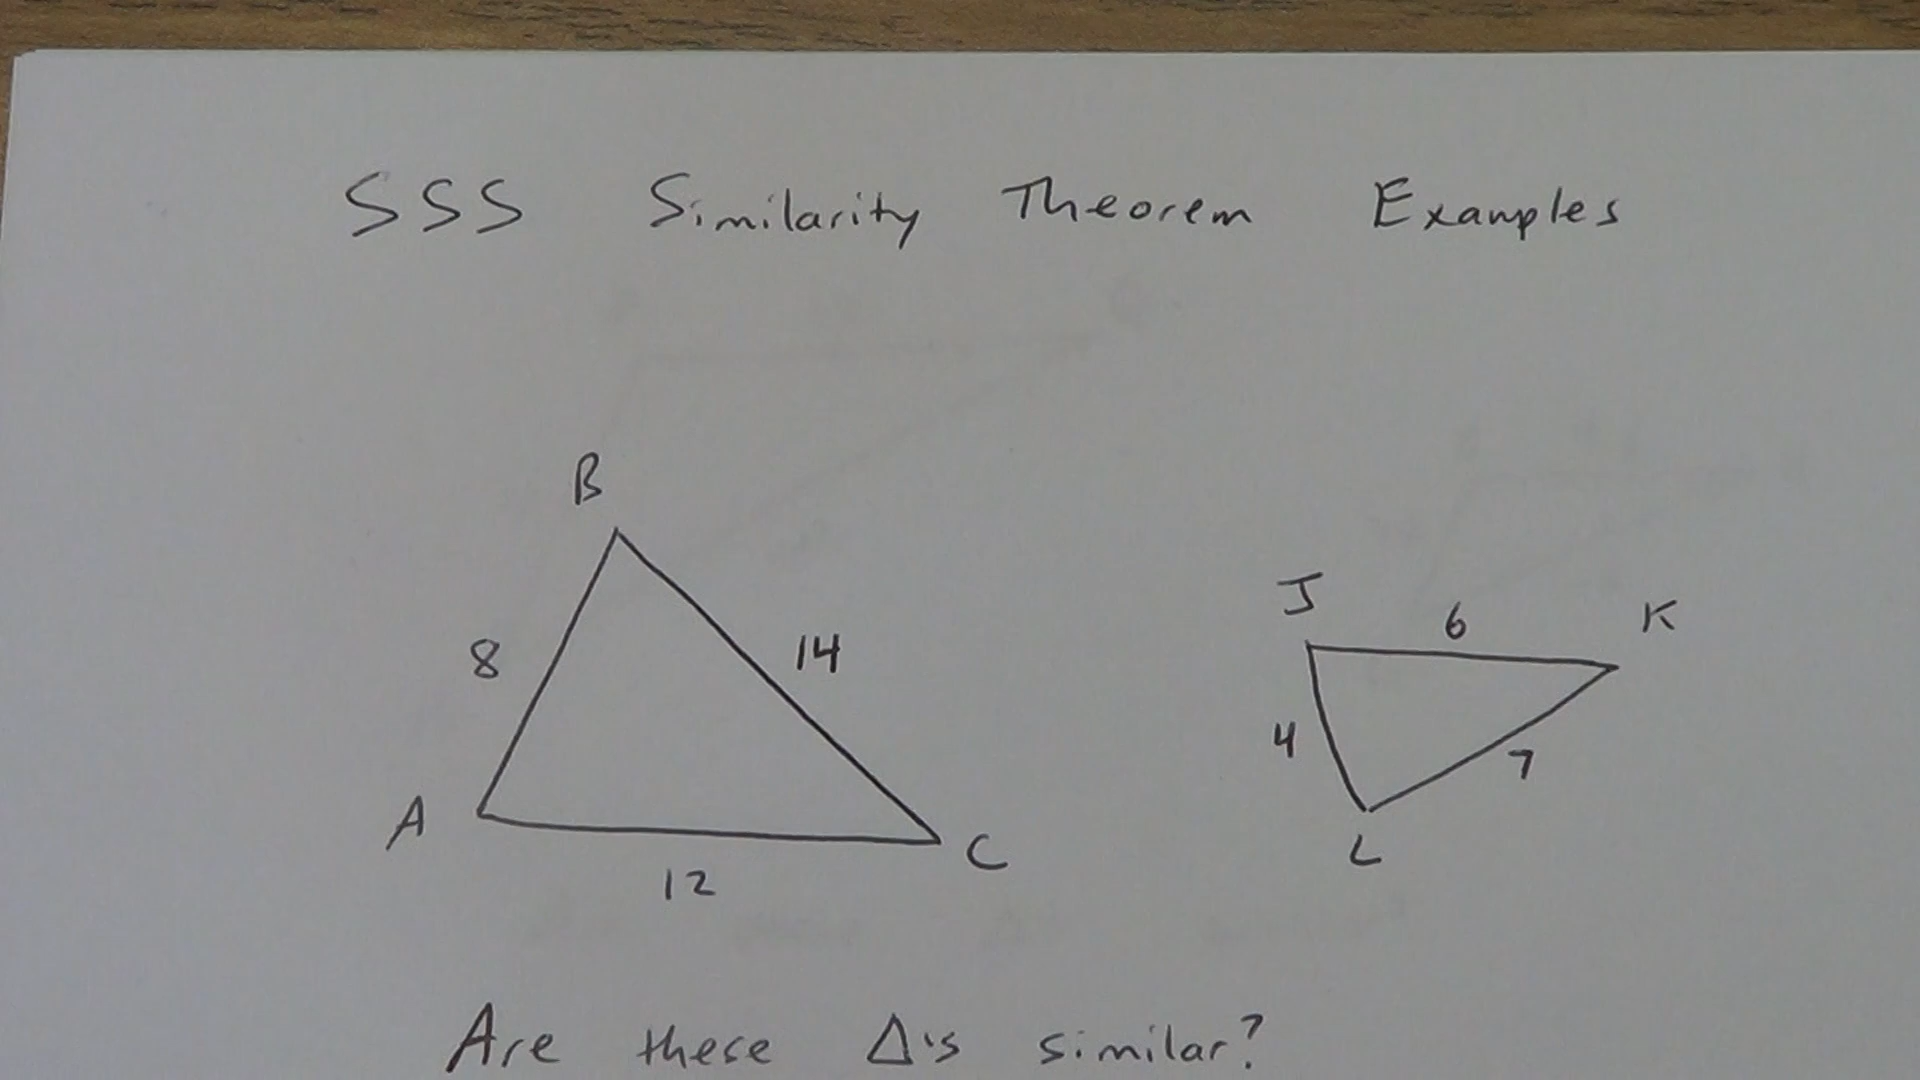 SSS Similarity Theorem Examples
B
J
6
K
8
14
4
7
A
C
L
12
Are these Δ's similar?